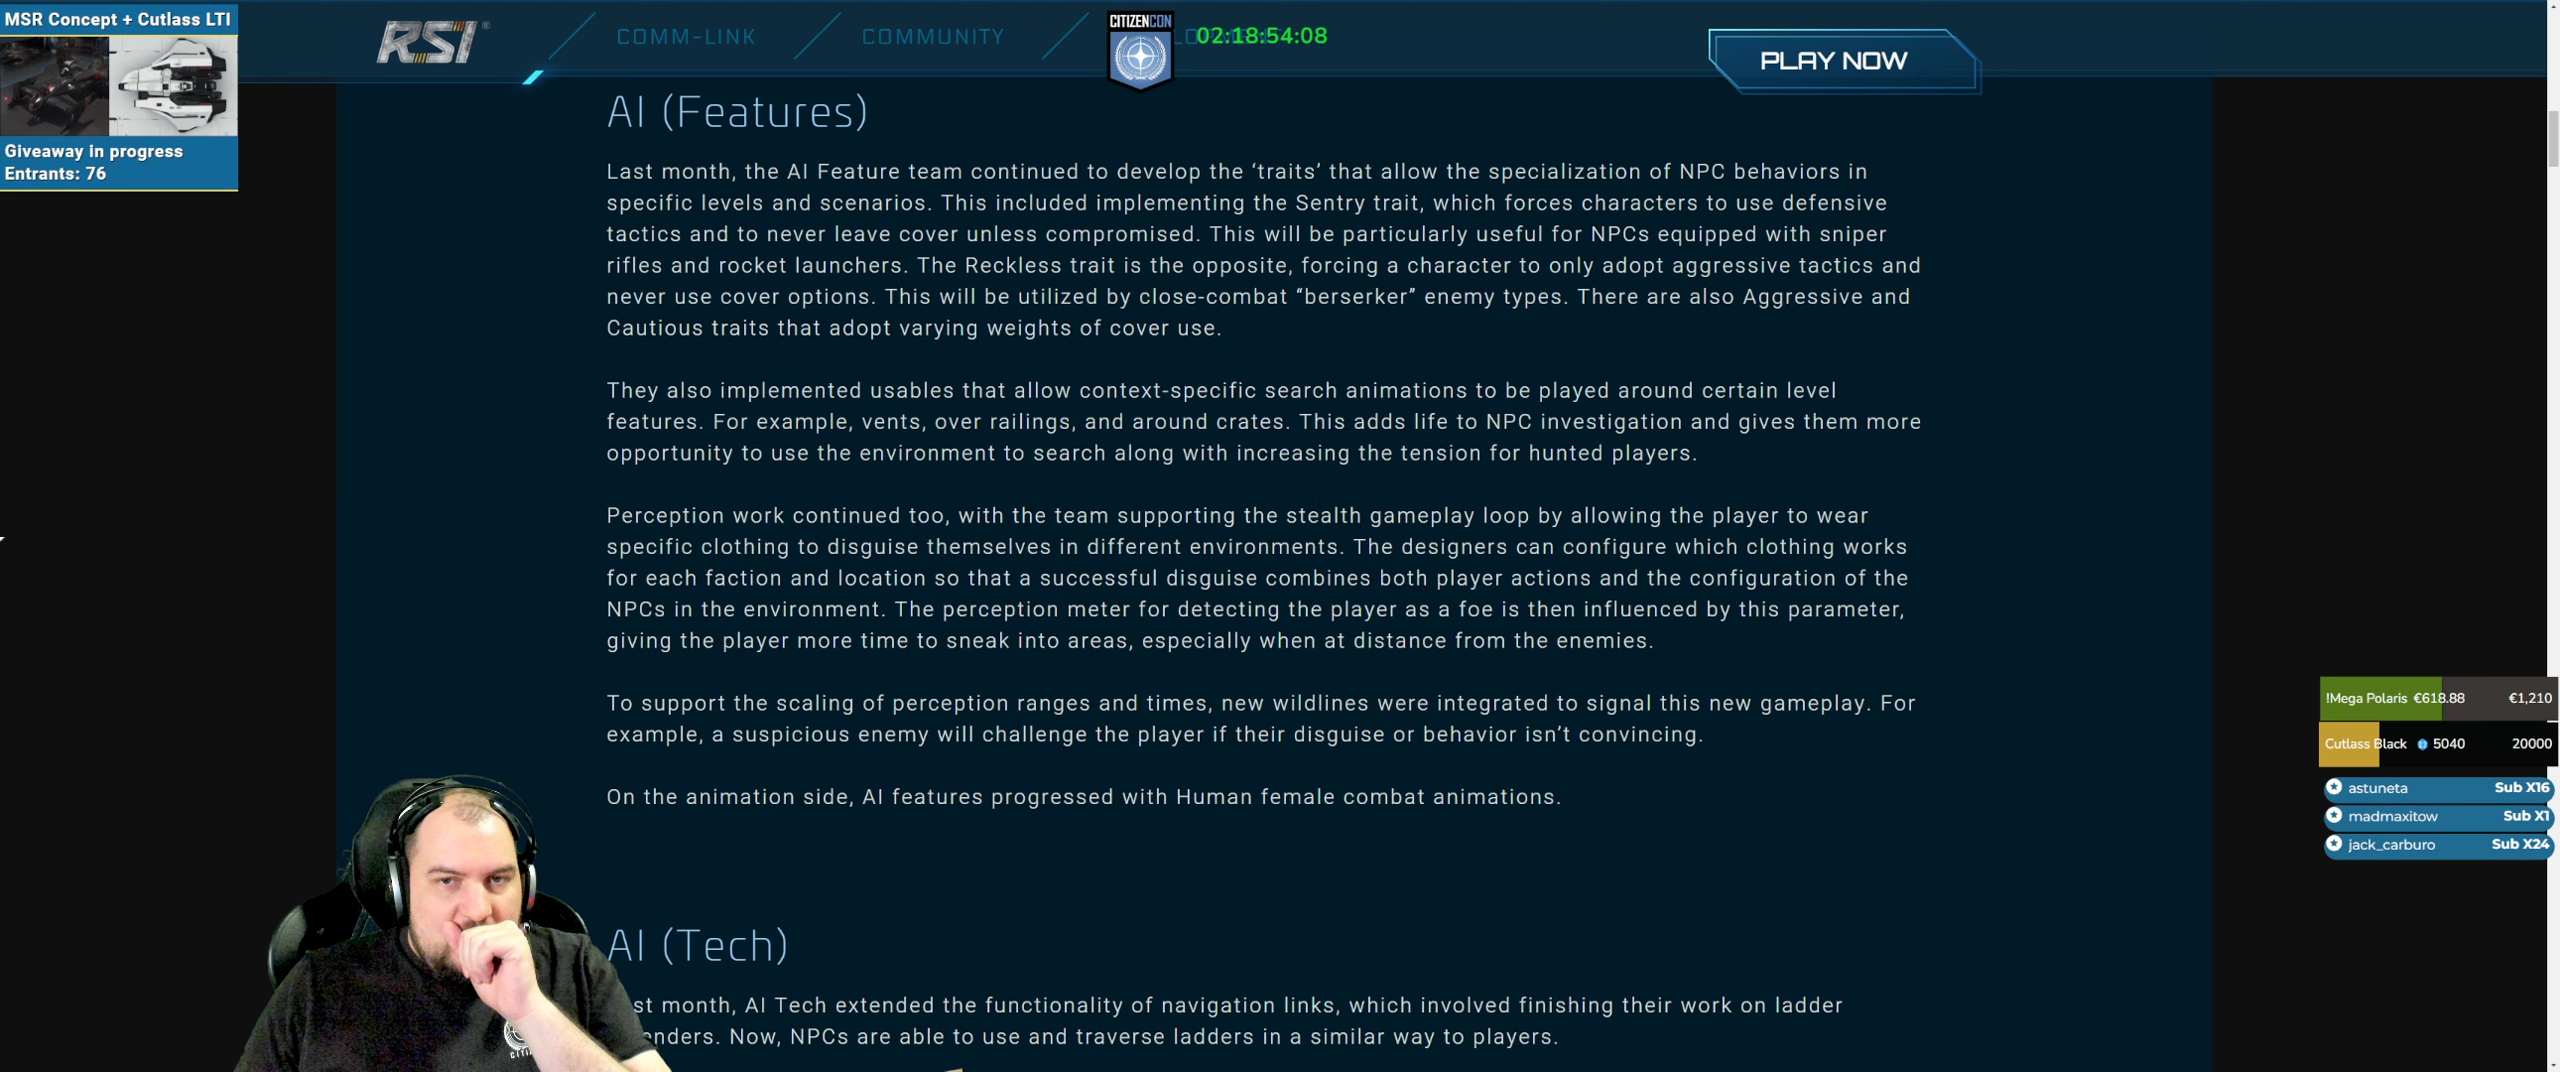 MSR Concept + Cutlass LTI
Giveaway in progress
Entrants: 76
RSI
COMM-LINK
COMMUNITY
CITIZENCON
02:18:54:08
PLAY NOW
AI (Features)
Last month, the AI Feature team continued to develop the ‘traits’ that allow the specialization of NPC behaviors in
specific levels and scenarios. This included implementing the Sentry trait, which forces characters to use defensive
tactics and to never leave cover unless compromised. This will be particularly useful for NPCs equipped with sniper
rifles and rocket launchers. The Reckless trait is the opposite, forcing a character to only adopt aggressive tactics and
never use cover options. This will be utilized by close-combat “berserker” enemy types. There are also Aggressive and
Cautious traits that adopt varying weights of cover use.
They also implemented usables that allow context-specific search animations to be played around certain level
features. For example, vents, over railings, and around crates. This adds life to NPC investigation and gives them more
opportunity to use the environment to search along with increasing the tension for hunted players.
Perception work continued too, with the team supporting the stealth gameplay loop by allowing the player to wear
specific clothing to disguise themselves in different environments. The designers can configure which clothing works
for each faction and location so that a successful disguise combines both player actions and the configuration of the
NPCs in the environment. The perception meter for detecting the player as a foe is then influenced by this parameter,
giving the player more time to sneak into areas, especially when at distance from the enemies.
To support the scaling of perception ranges and times, new wildlines were integrated to signal this new gameplay. For
example, a suspicious enemy will challenge the player if their disguise or behavior isn’t convincing.
On the animation side, AI features progressed with Human female combat animations.
AI (Tech)
st month, AI Tech extended the functionality of navigation links, which involved finishing their work on ladder
enders. Now, NPCs are able to use and traverse ladders in a similar way to players.
!Mega Polaris €618.88 €1,210
Cutlass Black 5040 20000
astuneta Sub X16
madmaxitow Sub X1
jack_carburo Sub X24